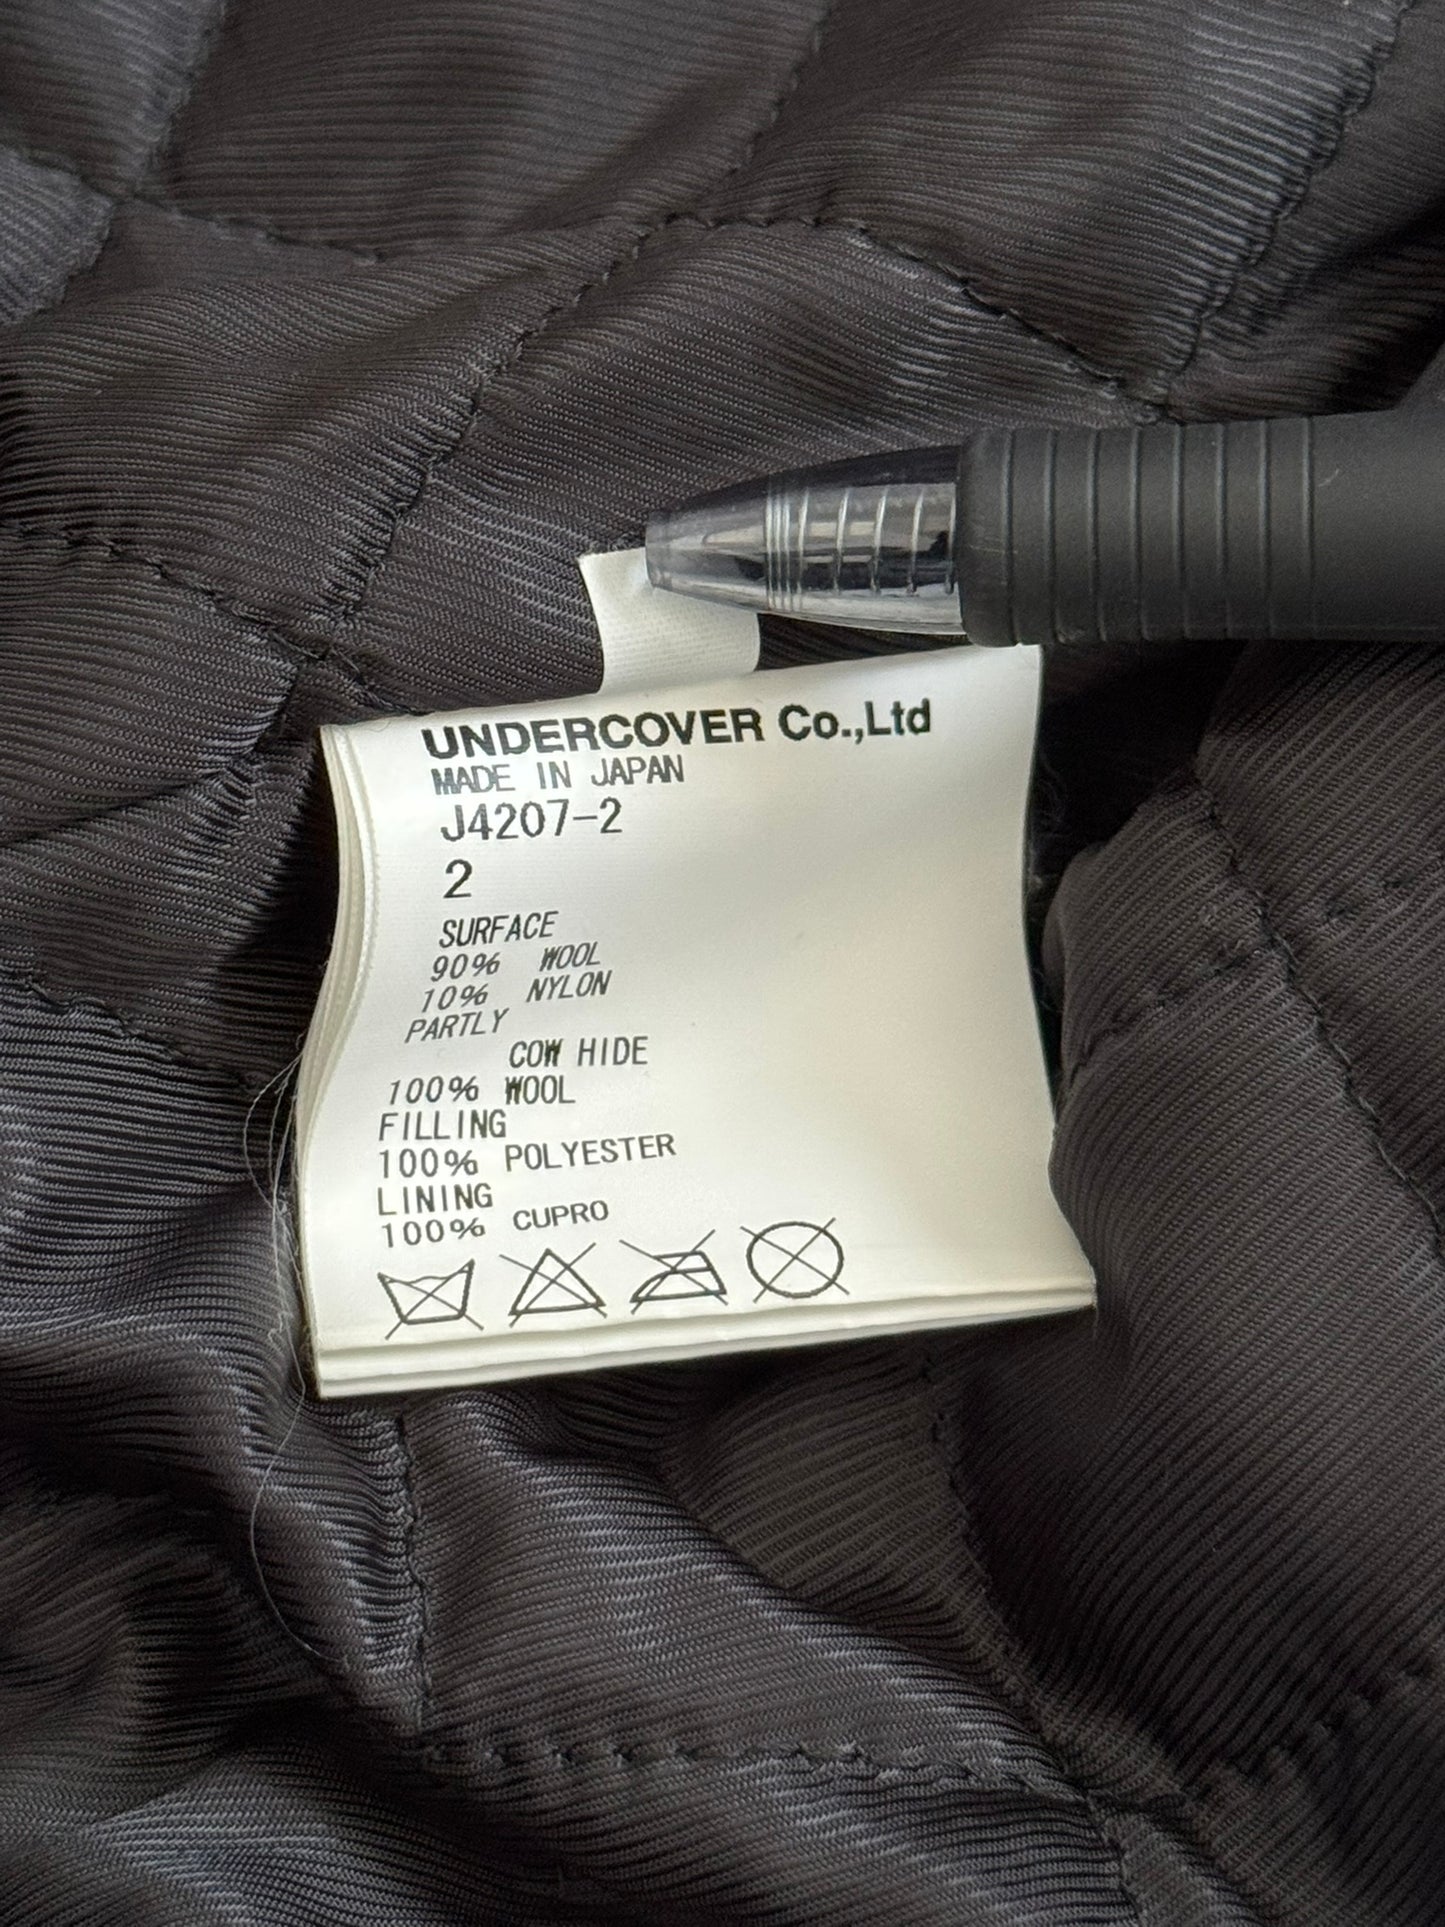 UNDERCOVER Co.,Ltd
MADE IN JAPAN
J4207-2
2
SURFACE
90% WOOL
10% NYLON
PARTLY
COW HIDE
100% WOOL
FILLING
100% POLYESTER
LINING
100% CUPRO